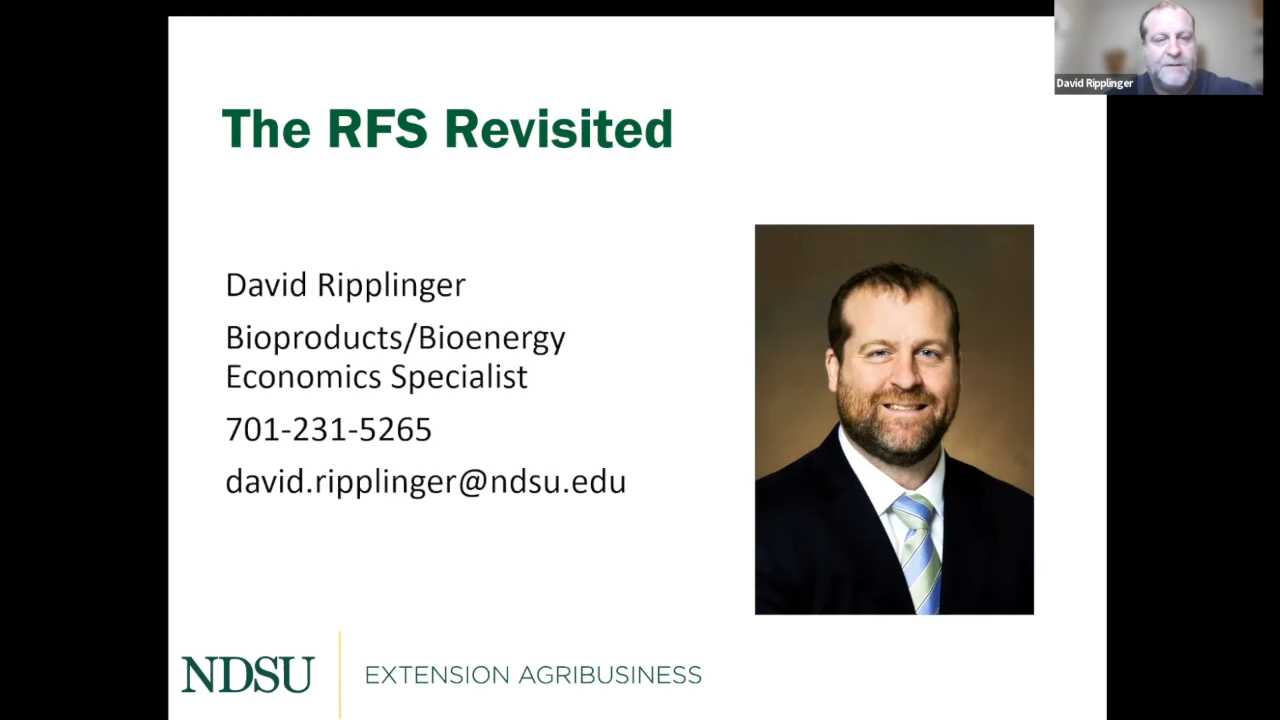 David Ripplinger
The RFS Revisited
David Ripplinger
Bioproducts/Bioenergy
Economics Specialist
701-231-5265
david.ripplinger@ndsu.edu
NDSU
EXTENSION AGRIBUSINESS